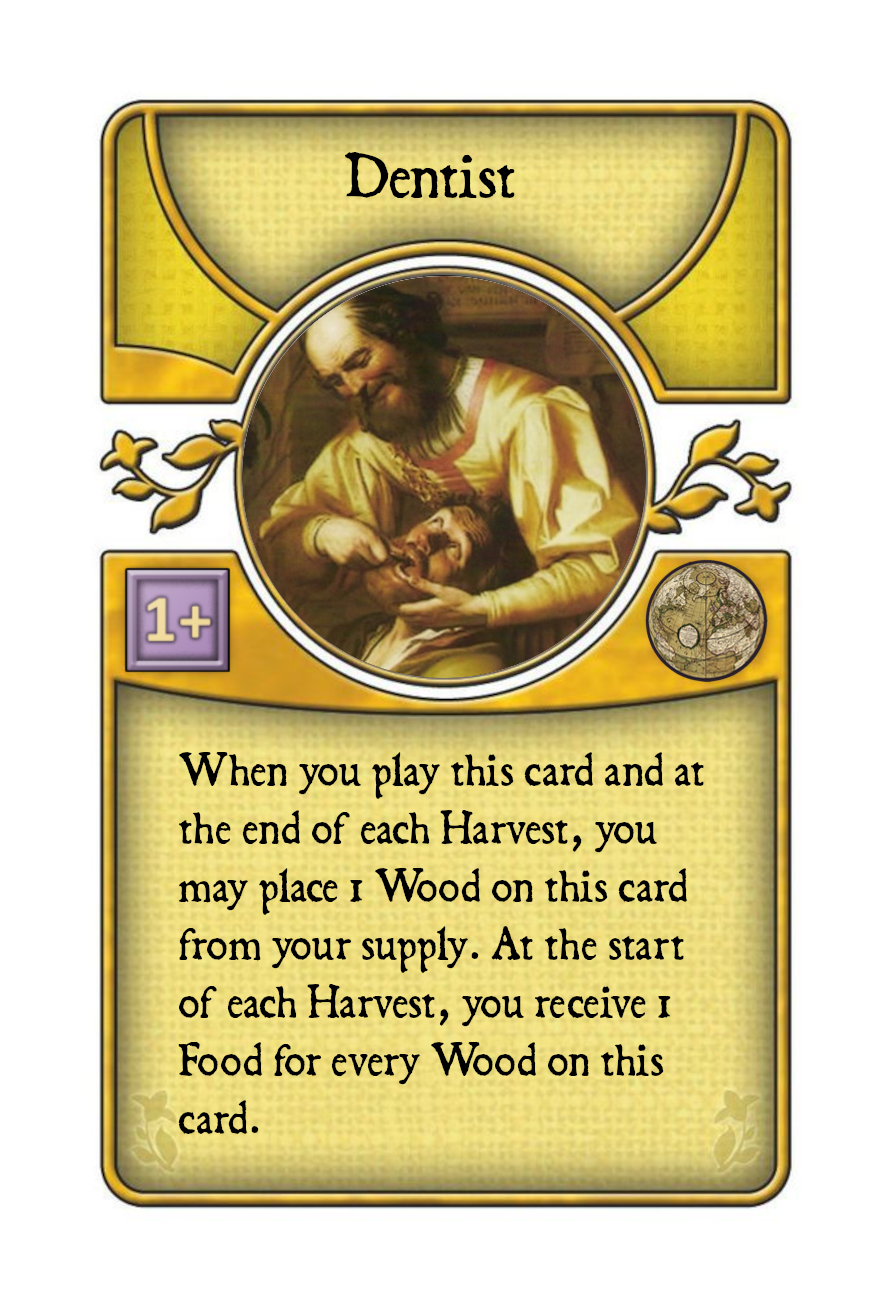 Dentist
1+
When you play this card and at
the end of each Harvest, you
may place 1 Wood on this card
from your supply. At the start
of each Harvest, you receive 1
Food for every Wood on this
card.